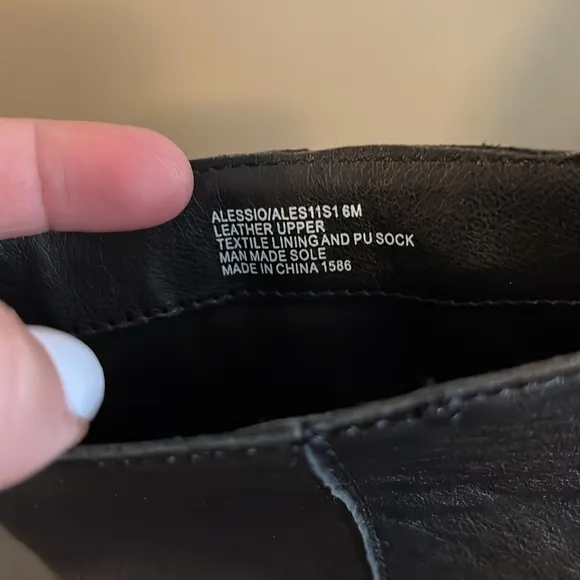 ALESSIO/ALES11S1 6M
LEATHER UPPER
TEXTILE LINING AND PU SOCK
MAN MADE SOLE
MADE IN CHINA 1586